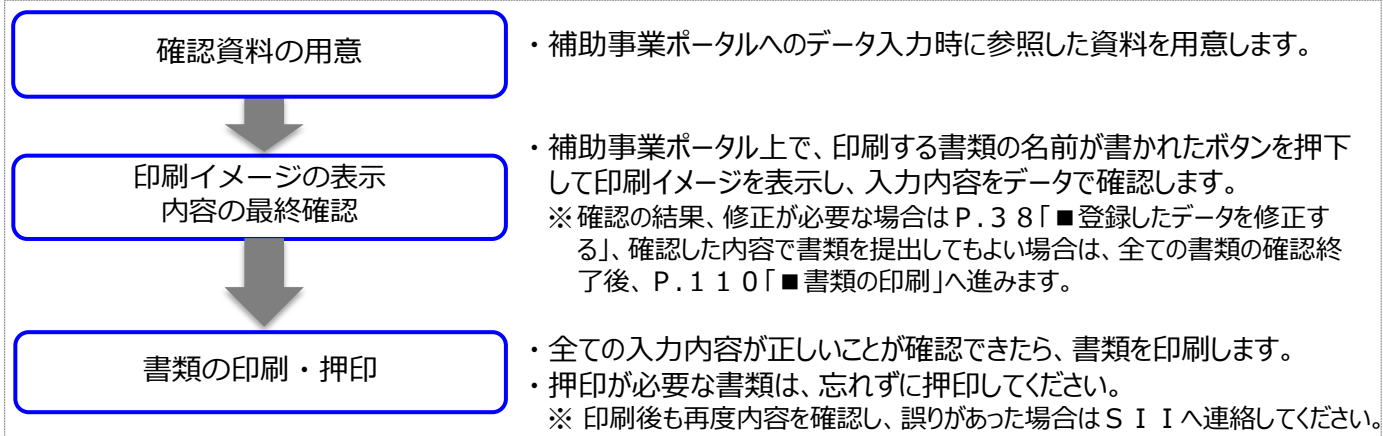 確認資料の用意
・補助事業ポータルへのデータ入力時に参照した資料を用意します。
印刷イメージの表示
内容の最終確認
・補助事業ポータル上で、印刷する書類の名前が書かれたボタンを押下
して印刷イメージを表示し、入力内容をデータで確認します。
※確認の結果、修正が必要な場合はP.38「■登録したデータを修正す
る」、確認した内容で書類を提出してもよい場合は、全ての書類の確認終
了後、P.110「■書類の印刷」へ進みます。
書類の印刷・押印
・全ての入力内容が正しいことが確認できたら、書類を印刷します。
・押印が必要な書類は、忘れずに押印してください。
※ 印刷後も再度内容を確認し、誤りがあった場合はSIIへ連絡してください。